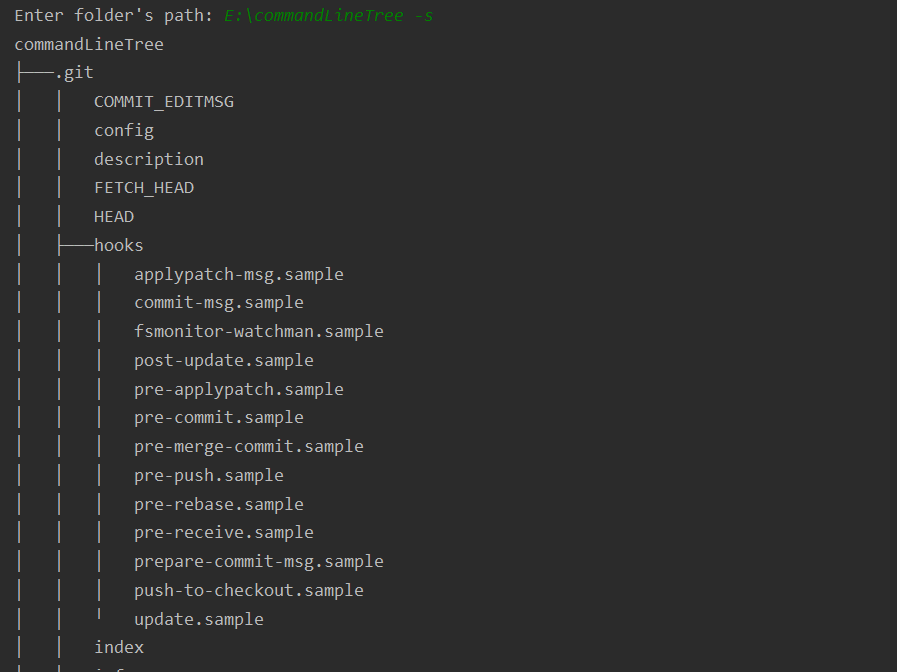 Enter folder's path: E:\commandLineTree -s
commandLineTree
├───.git
│   │   COMMIT_EDITMSG
│   │   config
│   │   description
│   │   FETCH_HEAD
│   │   HEAD
│   ├───hooks
│   │   │   applypatch-msg.sample
│   │   │   commit-msg.sample
│   │   │   fsmonitor-watchman.sample
│   │   │   post-update.sample
│   │   │   pre-applypatch.sample
│   │   │   pre-commit.sample
│   │   │   pre-merge-commit.sample
│   │   │   pre-push.sample
│   │   │   pre-rebase.sample
│   │   │   pre-receive.sample
│   │   │   prepare-commit-msg.sample
│   │   │   push-to-checkout.sample
│   │   ╵   update.sample
│   │   index